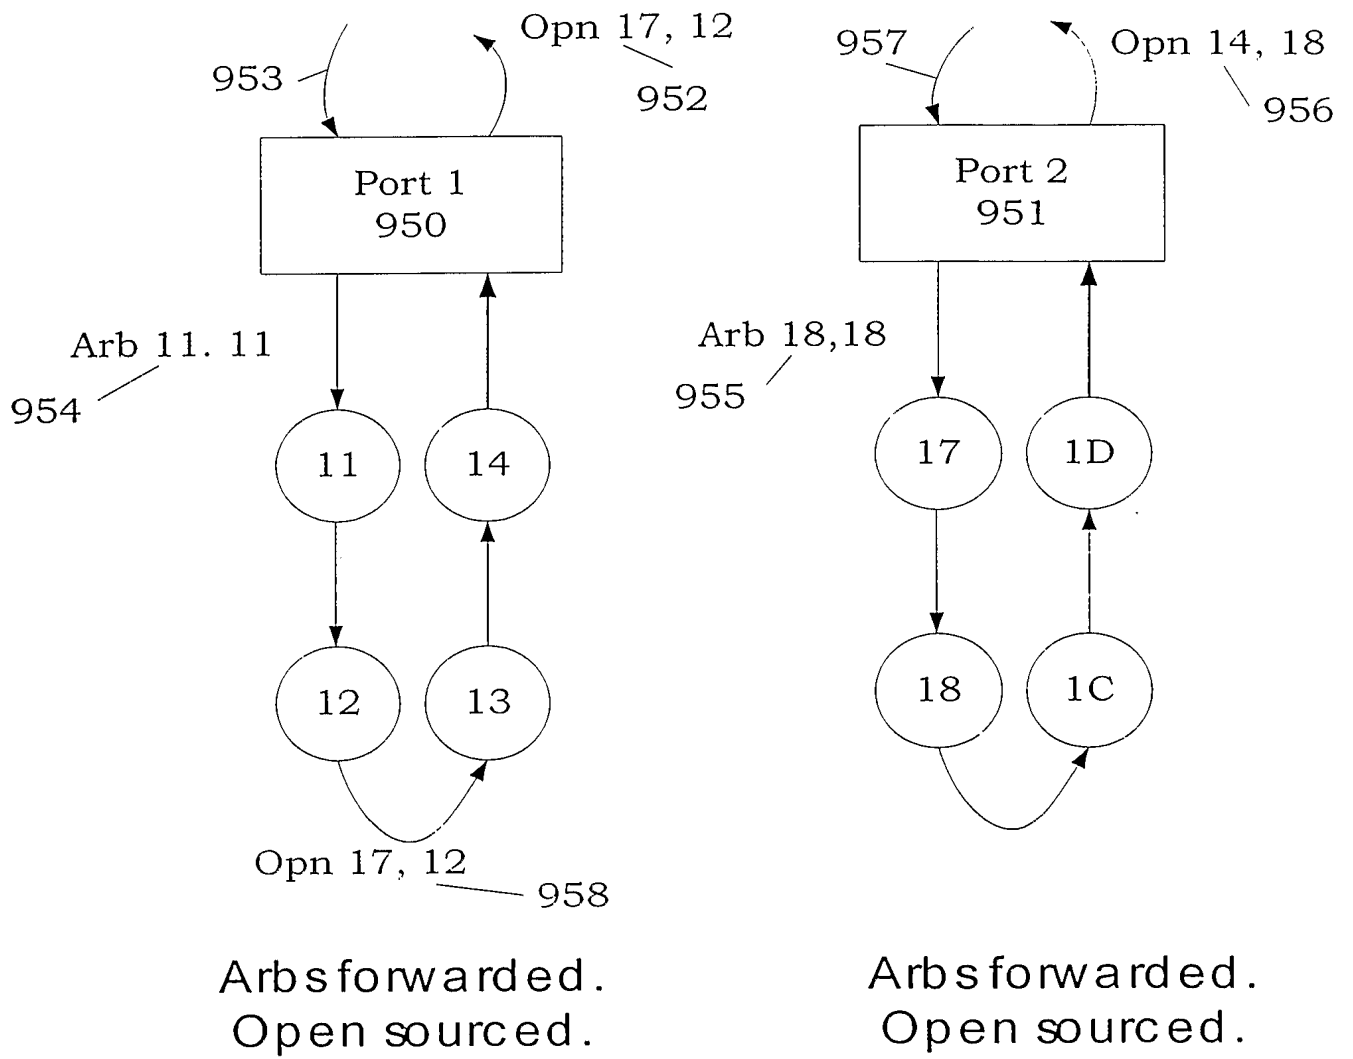 Opn 17, 12
952
953
Port 1
950
Arb 11. 11
954
11
14
12
13
Opn 17, 12
958
Arbs forwarded.
Open sourced.
957
Opn 14, 18
956
Port 2
951
Arb 18,18
955
17
1D
18
1C
Arbs forwarded.
Open sourced.